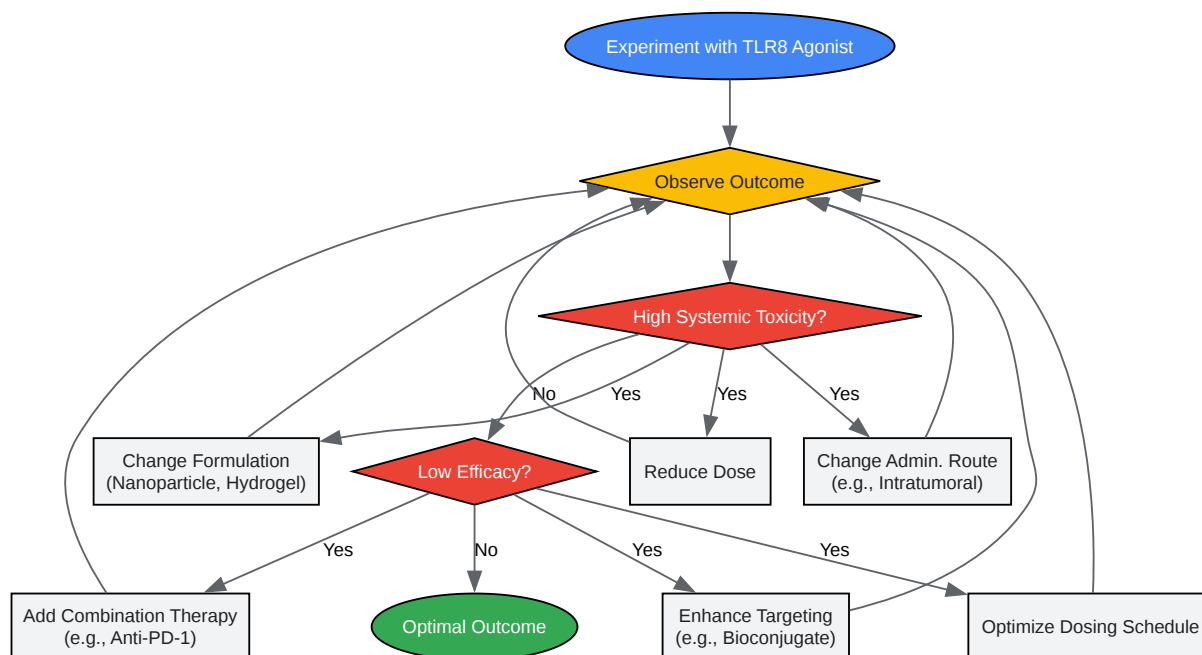 Experiment with TLR8 Agonist
Observe Outcome
High Systemic Toxicity?
No
Yes
Yes
Yes
Change Formulation
(Nanoparticle, Hydrogel)
Low Efficacy?
Reduce Dose
Change Admin. Route
(e.g., Intratumoral)
Yes
No
Yes
Yes
Add Combination Therapy
(e.g., Anti-PD-1)
Optimal Outcome
Enhance Targeting
(e.g., Bioconjugate)
Optimize Dosing Schedule